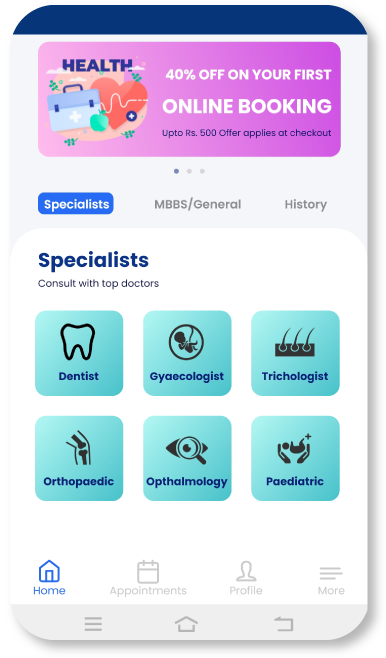 HEALTH
40% OFF ON YOUR FIRST
ONLINE BOOKING
Upto Rs. 500 Offer applies at checkout
Specialists MBBS/General History
Specialists
Consult with top doctors
Dentist Gyaecologist Trichologist
Orthopaedic Opthalmology Paediatric
Home Appointments Profile More